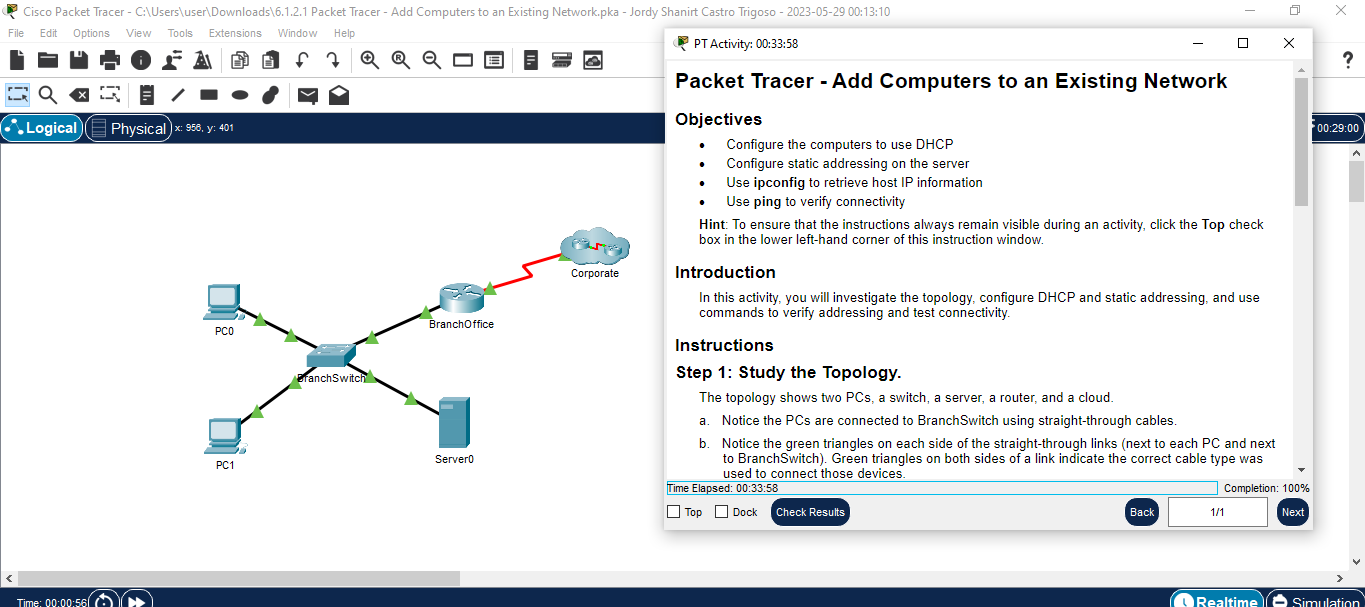 Cisco Packet Tracer - C:\Users\user\Downloads\6.1.2.1 Packet Tracer - Add Computers to an Existing Network.pka - Jordy Shanirt Castro Trigoso - 2023-05-29 00:13:10
File Edit Options View Tools Extensions Window Help
Logical
Physical
x: 956, y: 401
00:29:00
Corporate
PC0
BranchOffice
BranchSwitch
PC1
Server0
PT Activity: 00:33:58
Packet Tracer - Add Computers to an Existing Network
Objectives
• Configure the computers to use DHCP
• Configure static addressing on the server
• Use ipconfig to retrieve host IP information
• Use ping to verify connectivity
Hint: To ensure that the instructions always remain visible during an activity, click the Top check
box in the lower left-hand corner of this instruction window.
Introduction
In this activity, you will investigate the topology, configure DHCP and static addressing, and use
commands to verify addressing and test connectivity.
Instructions
Step 1: Study the Topology.
The topology shows two PCs, a switch, a server, a router, and a cloud.
a. Notice the PCs are connected to BranchSwitch using straight-through cables.
b. Notice the green triangles on each side of the straight-through links (next to each PC and next
to BranchSwitch). Green triangles on both sides of a link indicate the correct cable type was
used to connect those devices.
Time Elapsed: 00:33:58
Completion: 100%
Top
Dock
Check Results
Back
1/1
Next
Time: 00:00:56
Realtime
Simulation